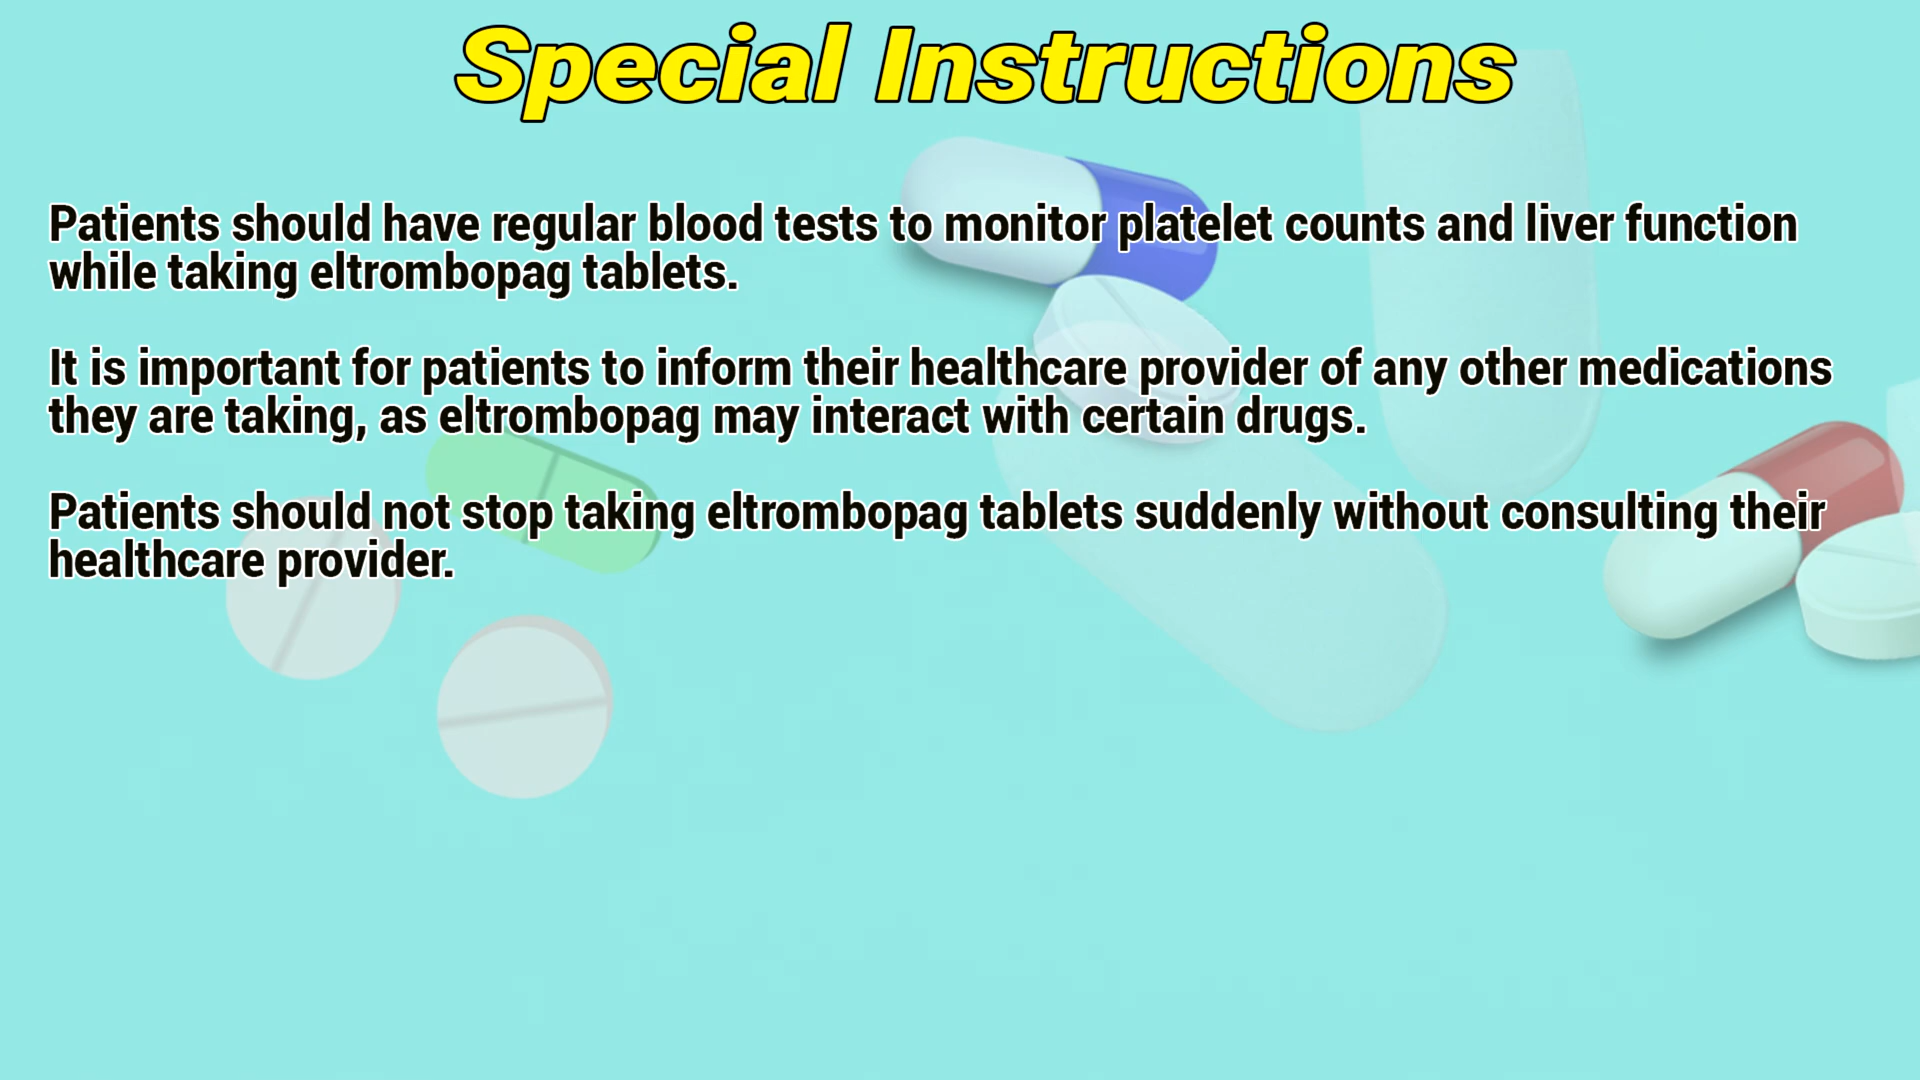 Special Instructions
Patients should have regular blood tests to monitor platelet counts and liver function
while taking eltrombopag tablets.
It is important for patients to inform their healthcare provider of any other medications
they are taking, as eltrombopag may interact with certain drugs.
Patients should not stop taking eltrombopag tablets suddenly without consulting their
healthcare provider.